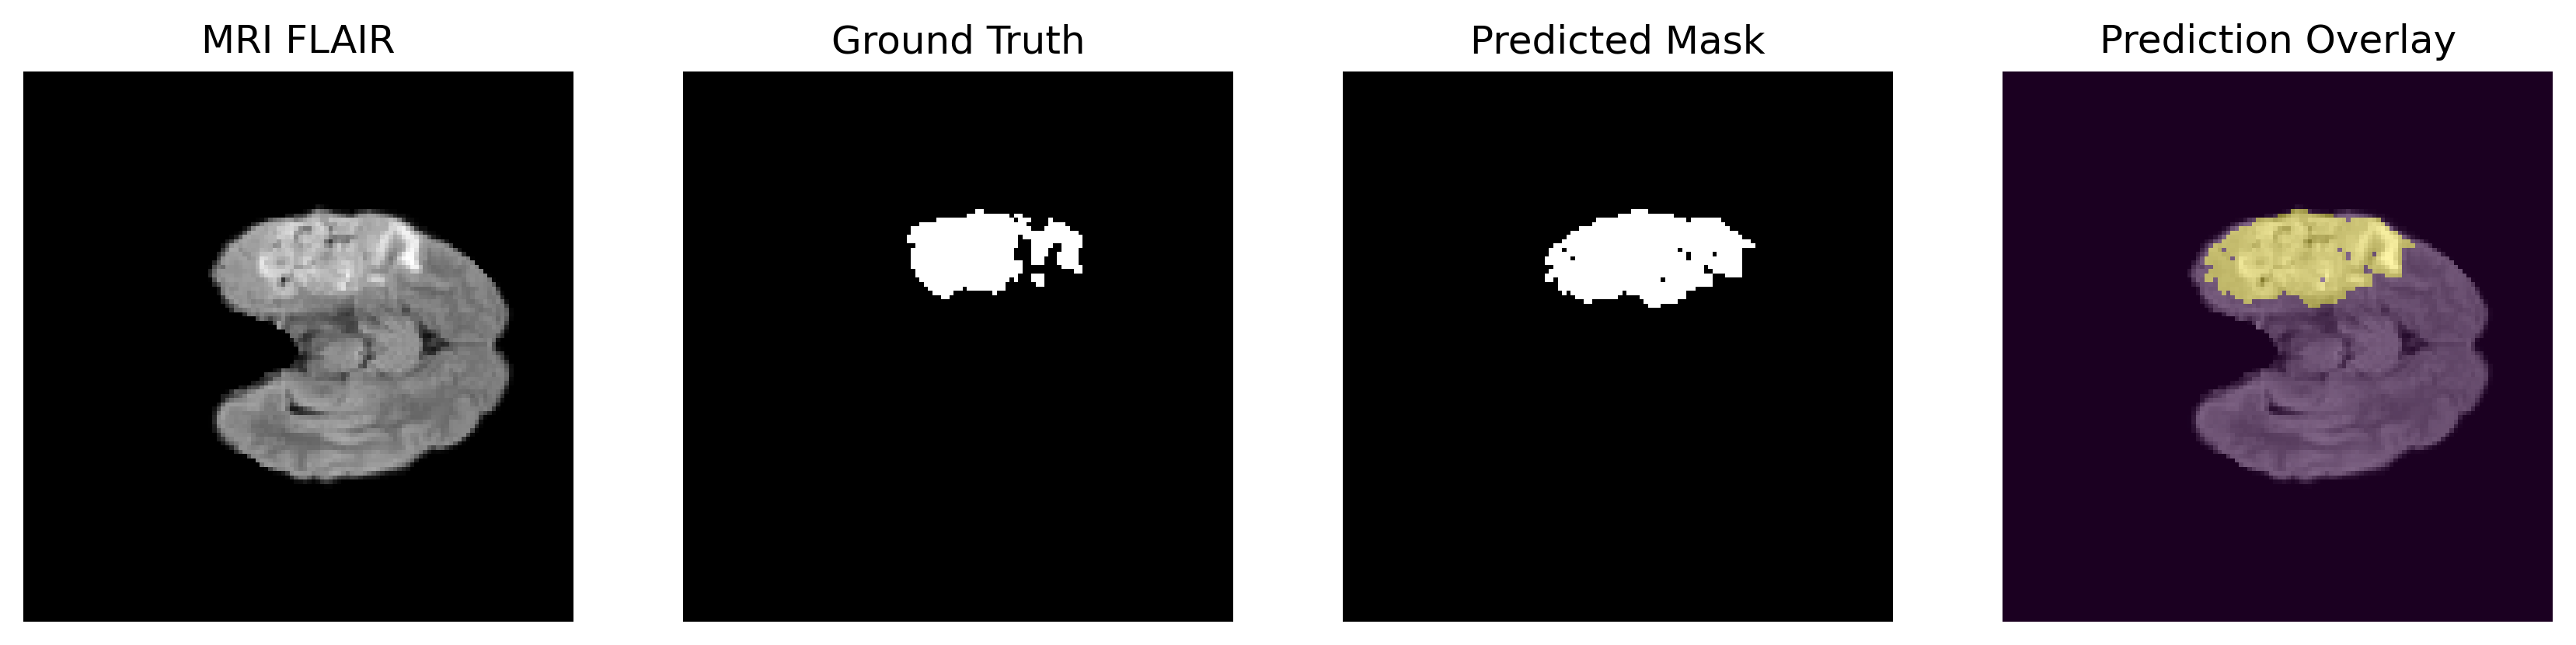 MRI FLAIR
Ground Truth
Predicted Mask
Prediction Overlay